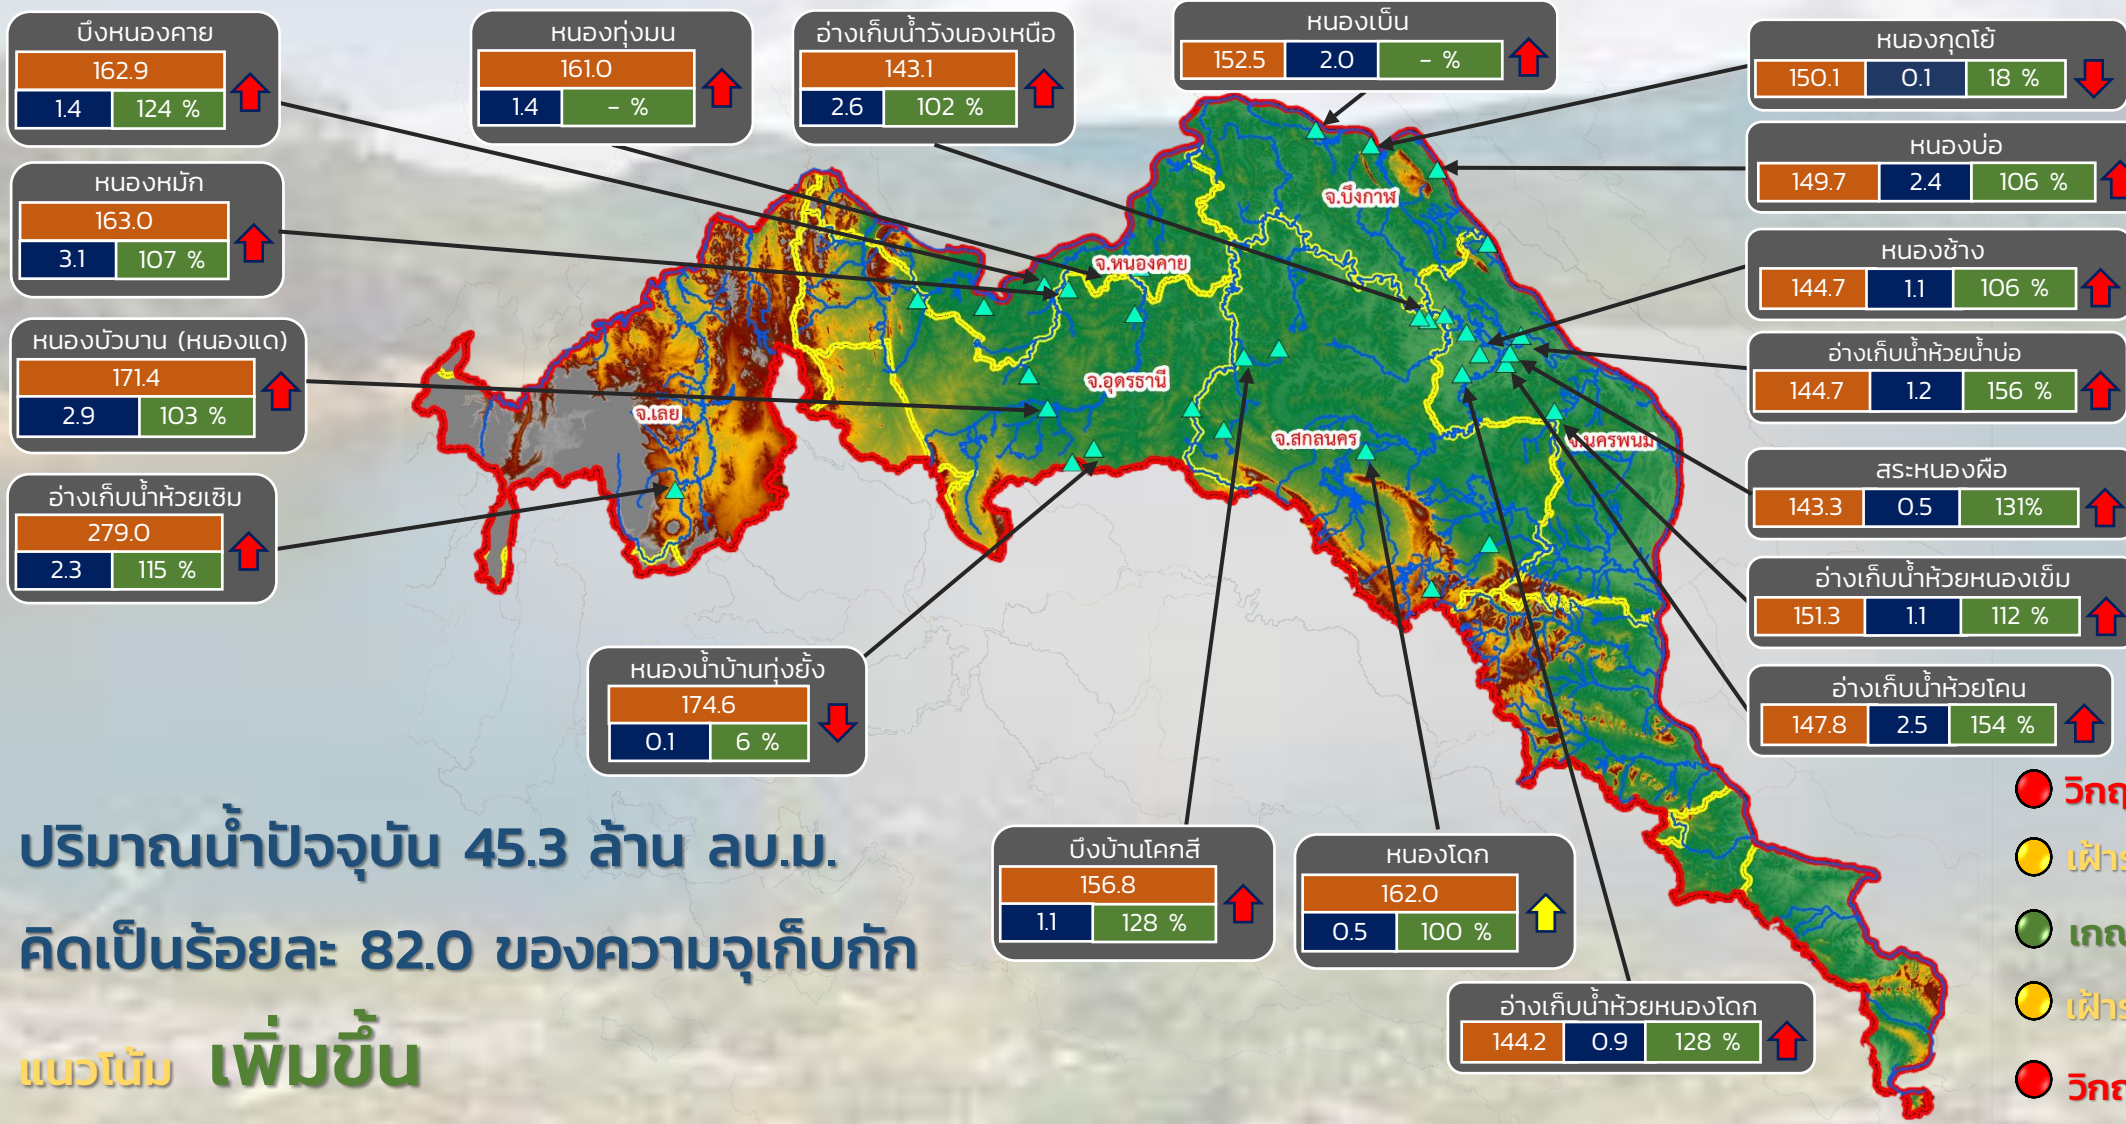 บึงหนองคาย
162.9
1.4 124 %
หนองทุ่งมน
161.0
1.4 - %
อ่างเก็บน้ำวังนองเหนือ
143.1
2.6 102 %
หนองเบ็น
152.5 2.0 - %
หนองกุดโย้
150.1 0.1 18 %
หนองหมัก
163.0
3.1 107 %
หนองบ่อ
149.7 2.4 106 %
หนองช้าง
144.7 1.1 106 %
หนองบัวบาน (หนองแด)
171.4
2.9 103 %
อ่างเก็บน้ำห้วยน้ำบ่อ
144.7 1.2 156 %
อ่างเก็บน้ำห้วยเซิม
279.0
2.3 115 %
สระหนองผือ
143.3 0.5 131%
อ่างเก็บน้ำห้วยหนองเข็ม
151.3 1.1 112 %
หนองน้ำบ้านทุ่งยั้ง
174.6
0.1 6 %
อ่างเก็บน้ำห้วยโคน
147.8 2.5 154 %
บึงบ้านโคกสี
156.8
1.1 128 %
หนองโดก
162.0
0.5 100 %
อ่างเก็บน้ำห้วยหนองโดก
144.2 0.9 128 %
จ.บึงกาฬ
จ.หนองคาย
จ.อุดรธานี
จ.เลย
จ.สกลนคร
จ.นครพนม
ปริมาณน้ำปัจจุบัน 45.3 ล้าน ลบ.ม.
คิดเป็นร้อยละ 82.0 ของความจุเก็บกัก
แนวโน้ม เพิ่มขึ้น